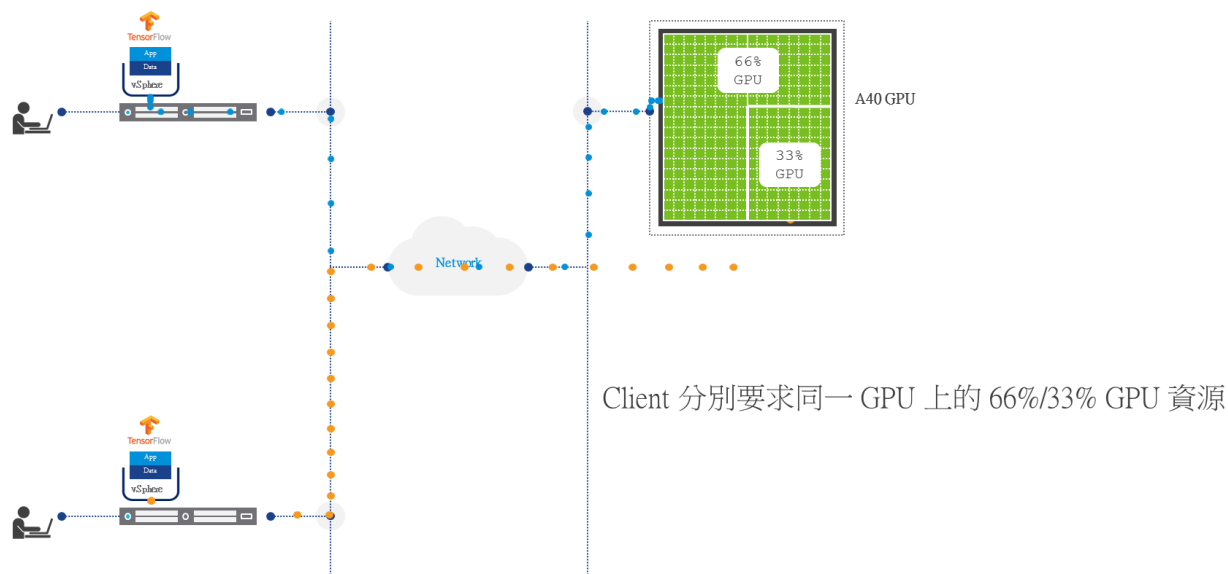 TensorFlow
App
Data
vSphere
66%
GPU
A40 GPU
33%
GPU
Network
Client 分別要求同一 GPU 上的 66%/33% GPU 資源
TensorFlow
App
Data
vSphere